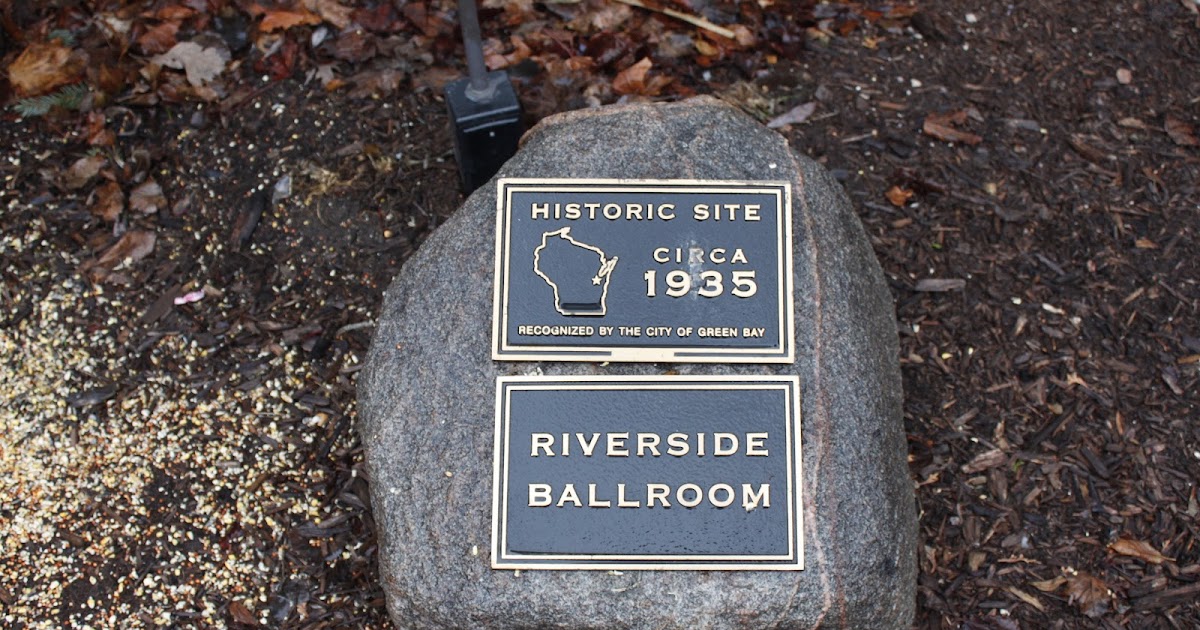 HISTORIC SITE
CIRCA
1935
RECOGNIZED BY THE CITY OF GREEN BAY
RIVERSIDE
BALLROOM